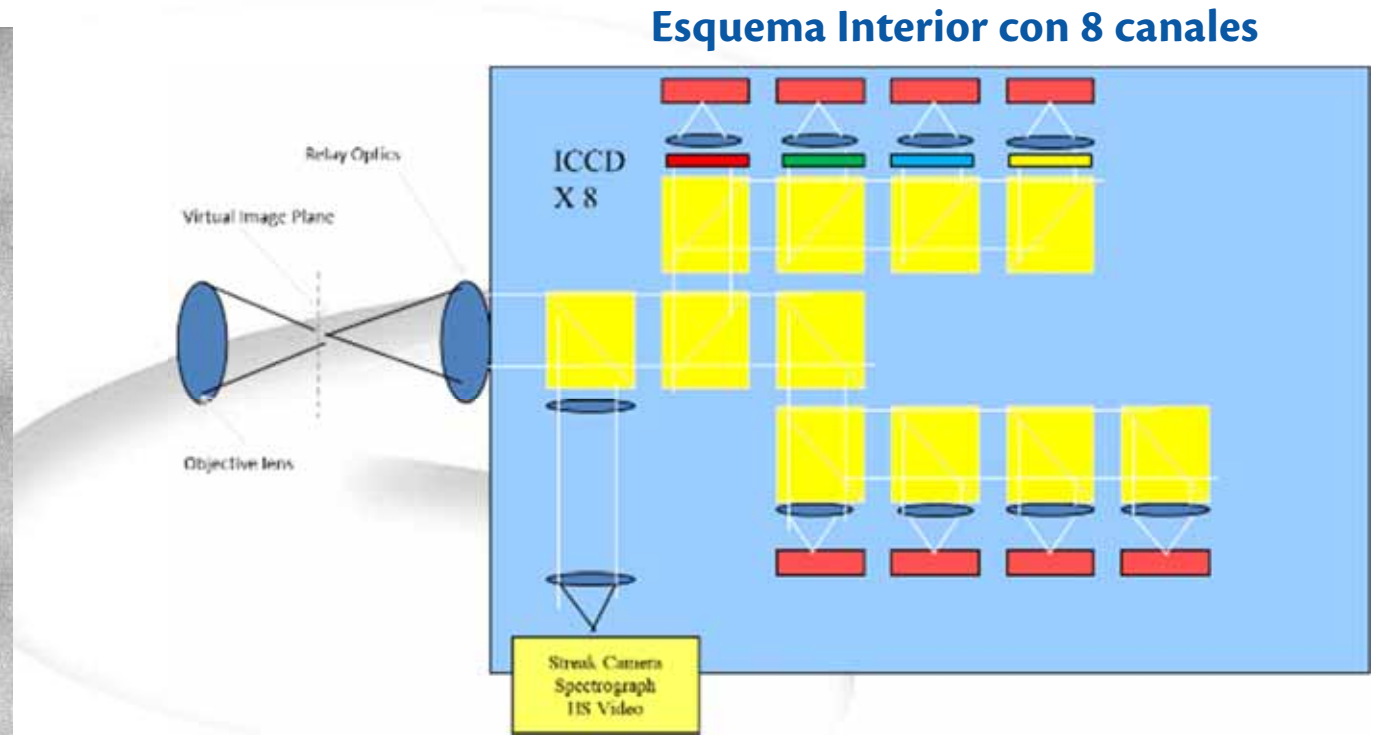 Esquema Interior con 8 canales
Relay Optics
ICCD
X 8
Virtual Image Plane
Objective lens
Streak Camera
Spectrograph
HS Video